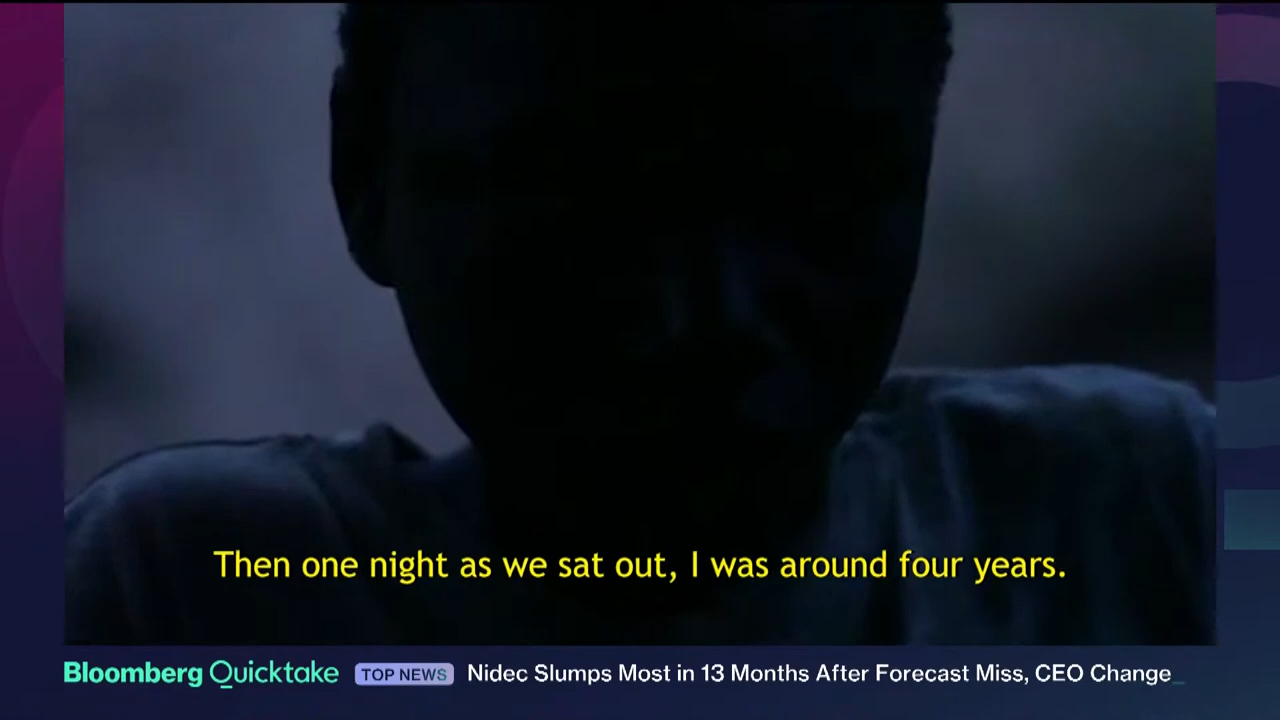 Then one night as we sat out, I was around four years.
Bloomberg Quicktake TOP NEWS Nidec Slumps Most in 13 Months After Forecast Miss, CEO Change_